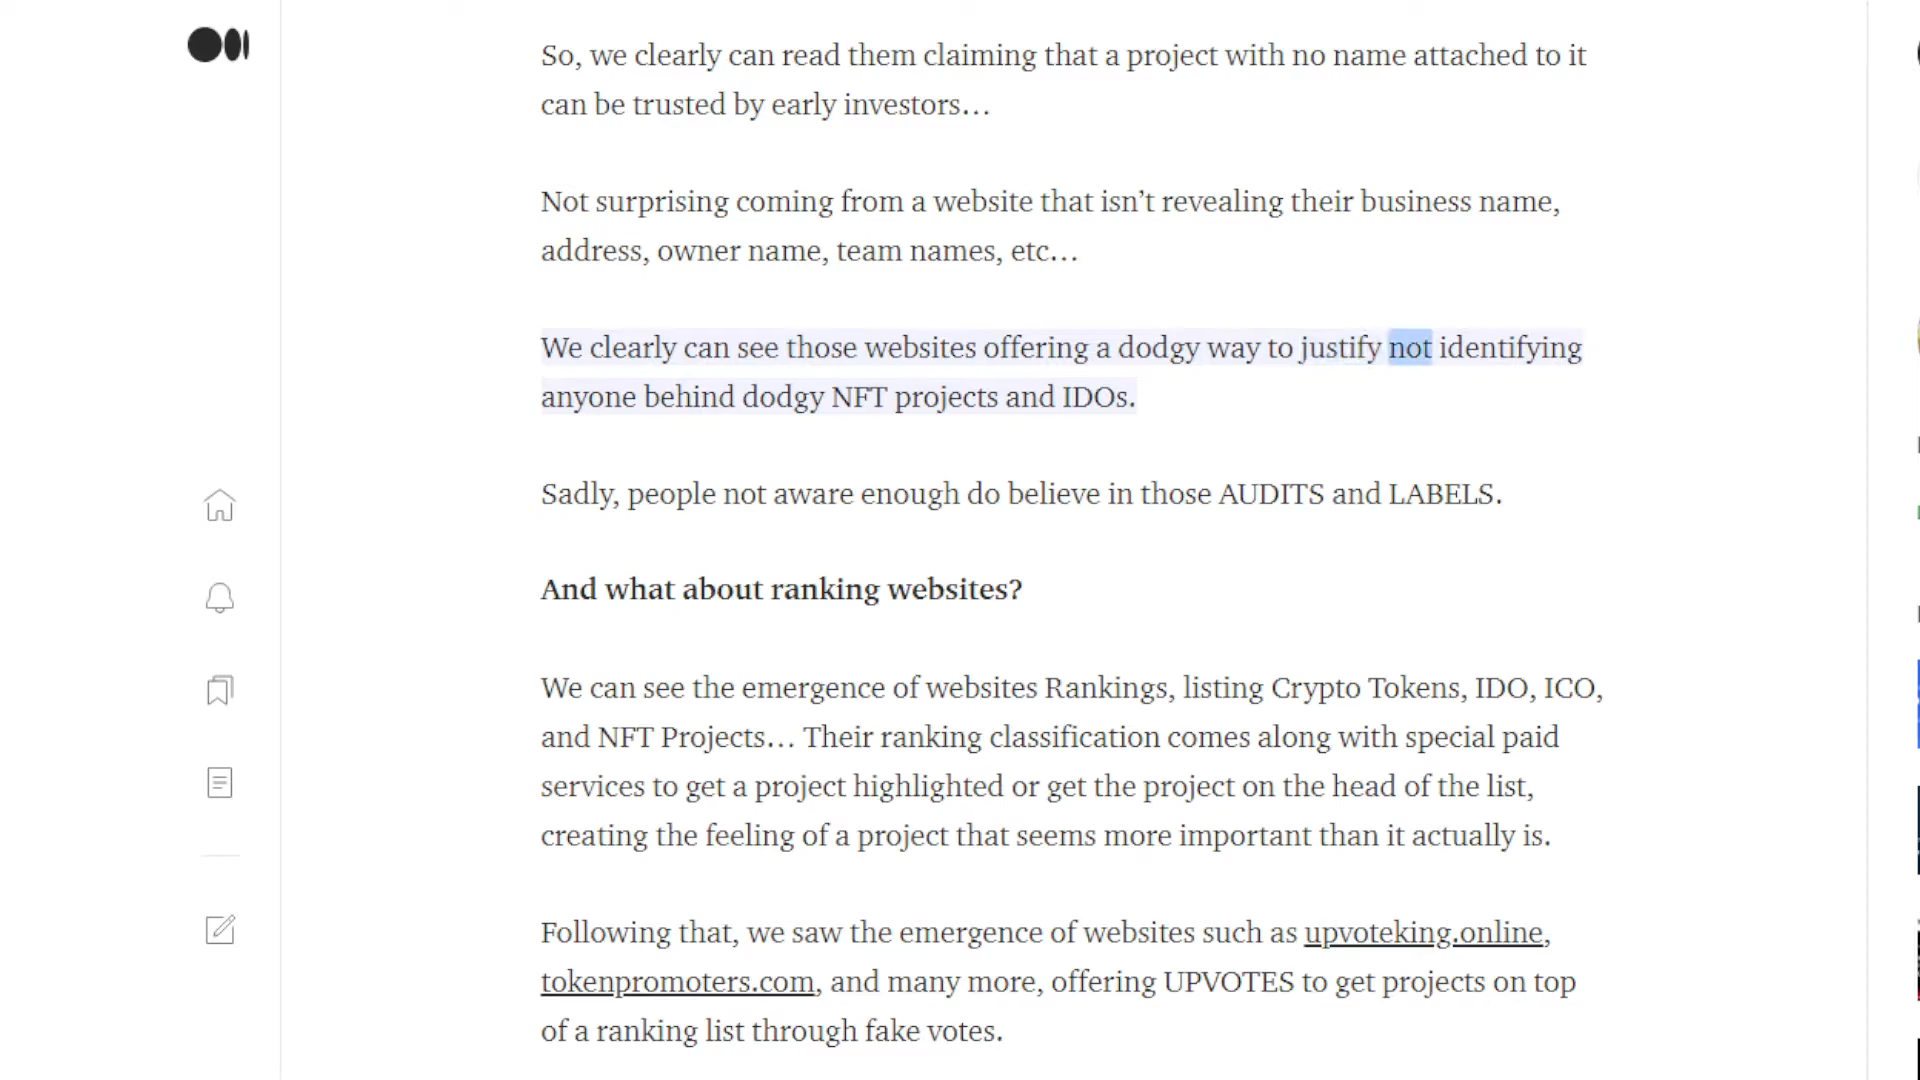 So, we clearly can read them claiming that a project with no name attached to it
can be trusted by early investors…
Not surprising coming from a website that isn’t revealing their business name,
address, owner name, team names, etc…
We clearly can see those websites offering a dodgy way to justify not identifying
anyone behind dodgy NFT projects and IDOs.
Sadly, people not aware enough do believe in those AUDITS and LABELS.
And what about ranking websites?
We can see the emergence of websites Rankings, listing Crypto Tokens, IDO, ICO,
and NFT Projects… Their ranking classification comes along with special paid
services to get a project highlighted or get the project on the head of the list,
creating the feeling of a project that seems more important than it actually is.
Following that, we saw the emergence of websites such as upvoteking.online,
tokenpromoters.com, and many more, offering UPVOTES to get projects on top
of a ranking list through fake votes.